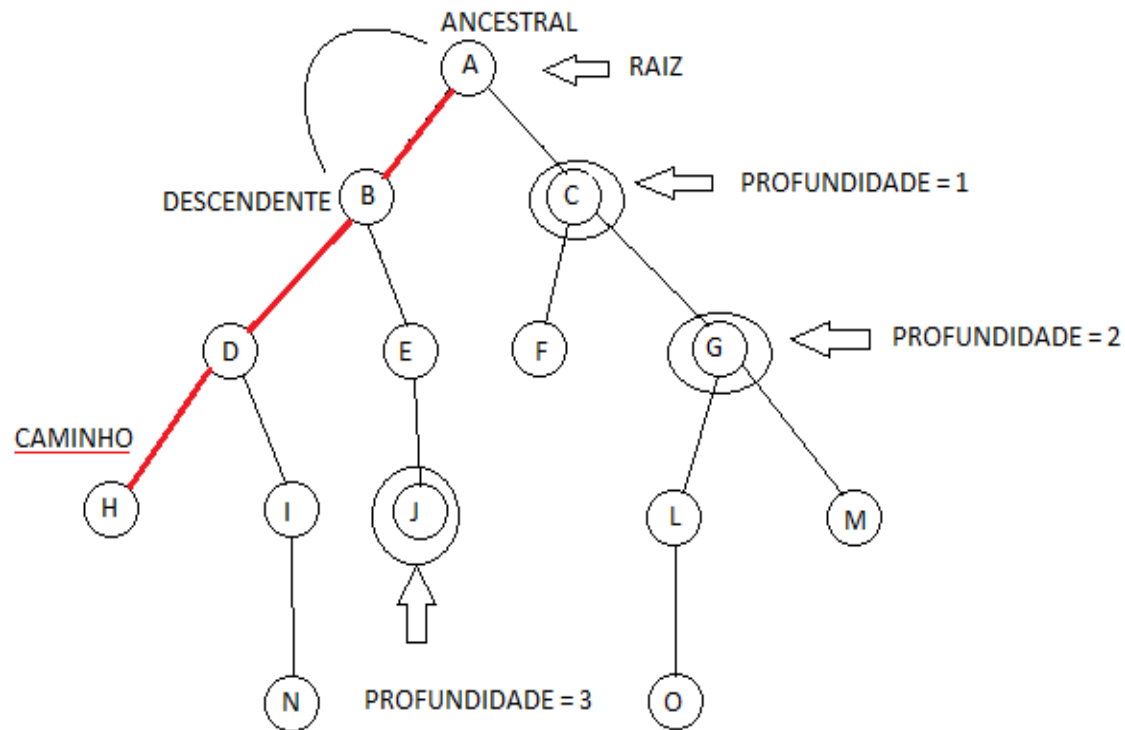 ANCESTRAL
A
RAIZ
DESCENDENTE
B
C
PROFUNDIDADE = 1
D
E
F
G
PROFUNDIDADE = 2
CAMINHO
H
I
J
L
M
N
PROFUNDIDADE = 3
O